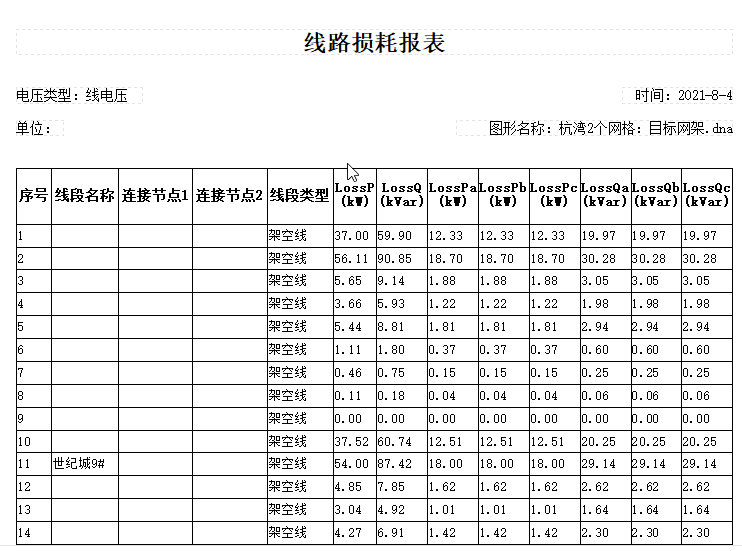 线路损耗报表
电压类型：线电压 时间：2021-8-4
单位： 图形名称：杭湾2个网格：目标网架.dna
序号 线段名称 连接节点1 连接节点2 线段类型 LossP(kW) LossQ(kVar) LossPa(kW) LossPb(kW) LossPc(kW) LossQa(kVar) LossQb(kVar) LossQc(kVar)
1 架空线 37.00 59.90 12.33 12.33 12.33 19.97 19.97 19.97
2 架空线 56.11 90.85 18.70 18.70 18.70 30.28 30.28 30.28
3 架空线 5.65 9.14 1.88 1.88 1.88 3.05 3.05 3.05
4 架空线 3.66 5.93 1.22 1.22 1.22 1.98 1.98 1.98
5 架空线 5.44 8.81 1.81 1.81 1.81 2.94 2.94 2.94
6 架空线 1.11 1.80 0.37 0.37 0.37 0.60 0.60 0.60
7 架空线 0.46 0.75 0.15 0.15 0.15 0.25 0.25 0.25
8 架空线 0.11 0.18 0.04 0.04 0.04 0.06 0.06 0.06
9 架空线 0.00 0.00 0.00 0.00 0.00 0.00 0.00 0.00
10 架空线 37.52 60.74 12.51 12.51 12.51 20.25 20.25 20.25
11 世纪城9# 架空线 54.00 87.42 18.00 18.00 18.00 29.14 29.14 29.14
12 架空线 4.85 7.85 1.62 1.62 1.62 2.62 2.62 2.62
13 架空线 3.04 4.92 1.01 1.01 1.01 1.64 1.64 1.64
14 架空线 4.27 6.91 1.42 1.42 1.42 2.30 2.30 2.30